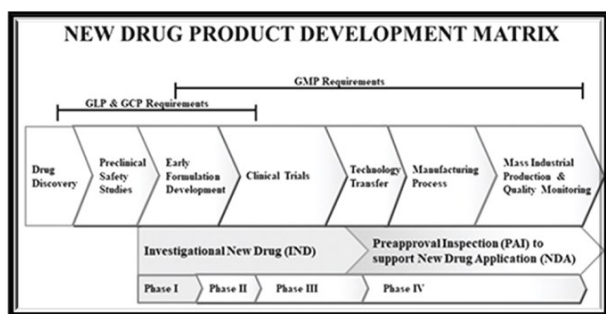 NEW DRUG PRODUCT DEVELOPMENT MATRIX
GMP Requirements
GLP & GCP Requirements
Drug
Discovery
Preclinical
Safety
Studies
Early
Formulation
Development
Clinical Trials
Technology
Transfer
Manufacturing
Process
Mass Industrial
Production &
Quality Monitoring
Investigational New Drug (IND)
Preapproval Inspection (PAI) to
support New Drug Application (NDA)
Phase I
Phase II
Phase III
Phase IV